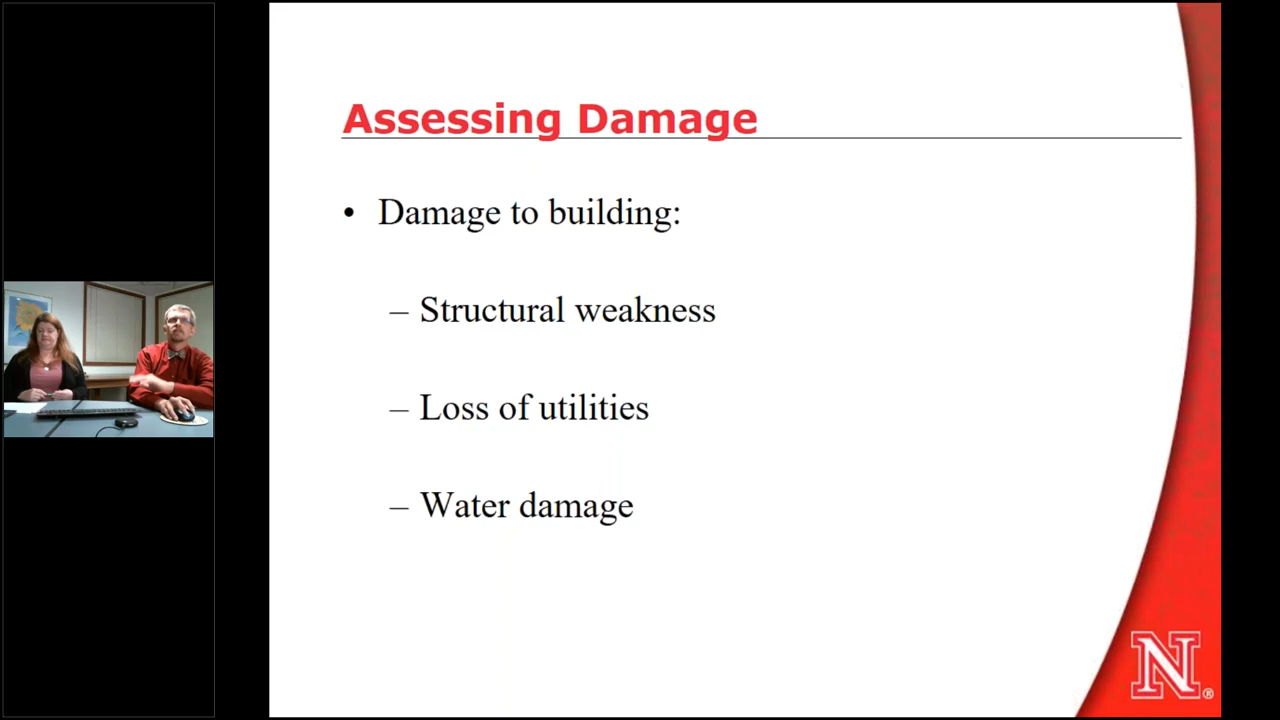 Assessing Damage
• Damage to building:
– Structural weakness
– Loss of utilities
– Water damage
N®